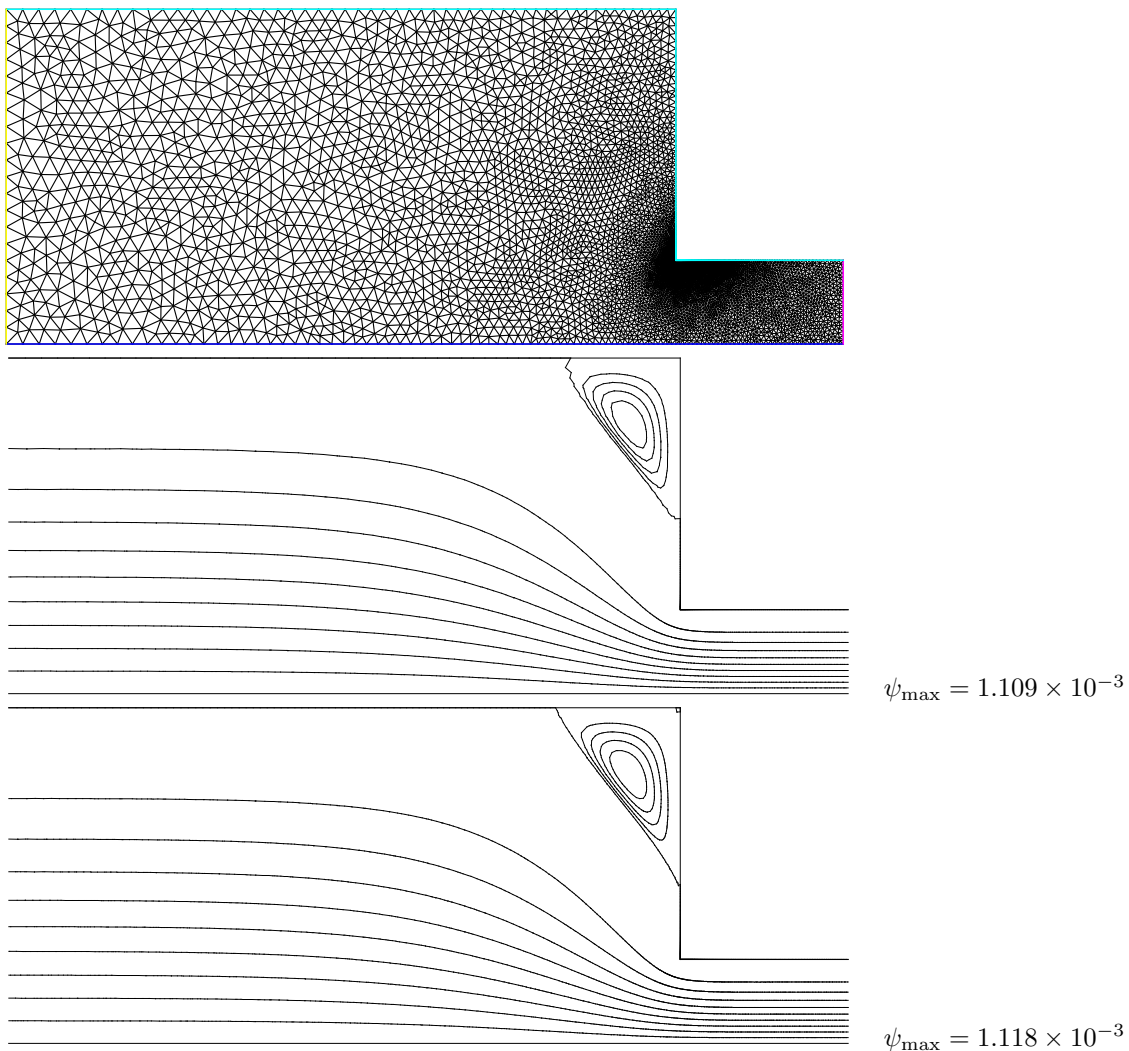 ψmax = 1.109 × 10⁻³
ψmax = 1.118 × 10⁻³